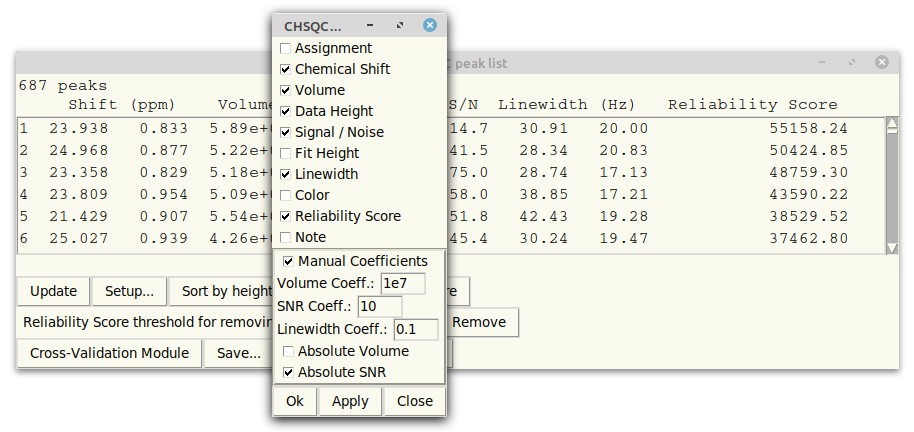 CHSQC...
Assignment
Chemical Shift
Volume
Data Height
Signal / Noise
Fit Height
Linewidth
Color
Reliability Score
Note
Manual Coefficients
Volume Coeff.: 1e7
SNR Coeff.: 10
Linewidth Coeff.: 0.1
Absolute Volume
Absolute SNR
Ok Apply Close
peak list
687 peaks
Shift (ppm) Volume S/N Linewidth (Hz) Reliability Score
1 23.938 0.833 5.89e+ 14.7 30.91 20.00 55158.24
2 24.968 0.877 5.22e+ 41.5 28.34 20.83 50424.85
3 23.358 0.829 5.18e+ 75.0 28.74 17.13 48759.30
4 23.809 0.954 5.09e+ 58.0 38.85 17.21 43590.22
5 21.429 0.907 5.54e+ 51.8 42.43 19.28 38529.52
6 25.027 0.939 4.26e+ 45.4 30.24 19.47 37462.80
Update Setup... Sort by height
Reliability Score threshold for removin Remove
Cross-Validation Module Save...